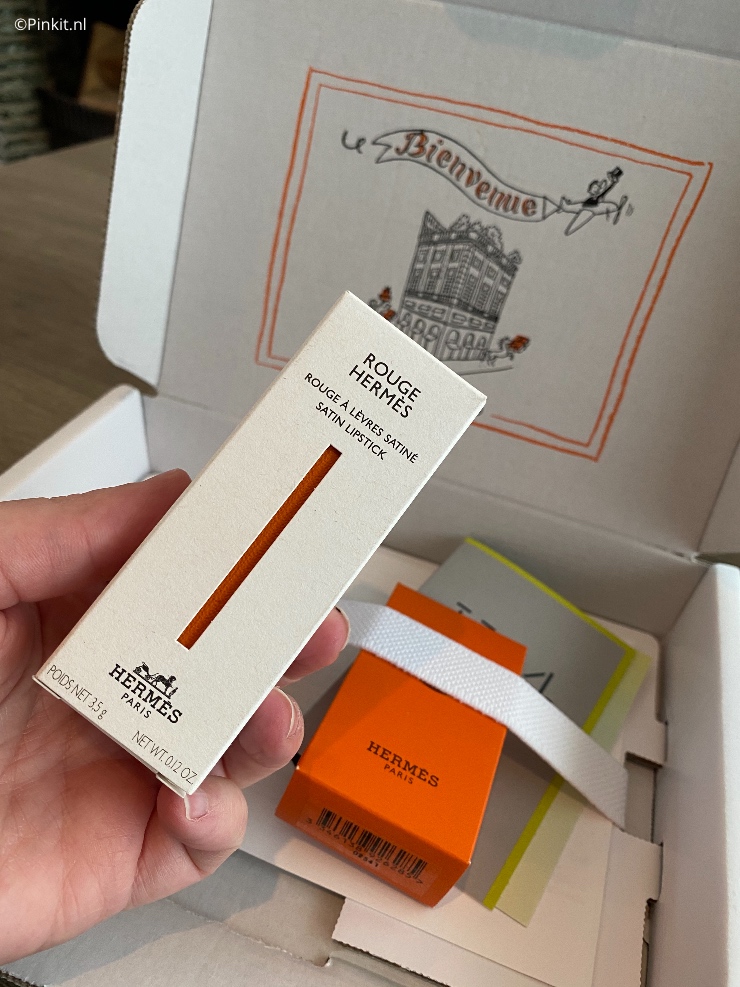 ©Pinkit.nl
Bienvenue
ROUGE
HERMÈS
ROUGE À LÈVRES SATINÉ
SATIN LIPSTICK
HERMÈS
PARIS
POIDS NET 3,5 g
NET WT. 0.12 OZ.
HERMÈS
PARIS